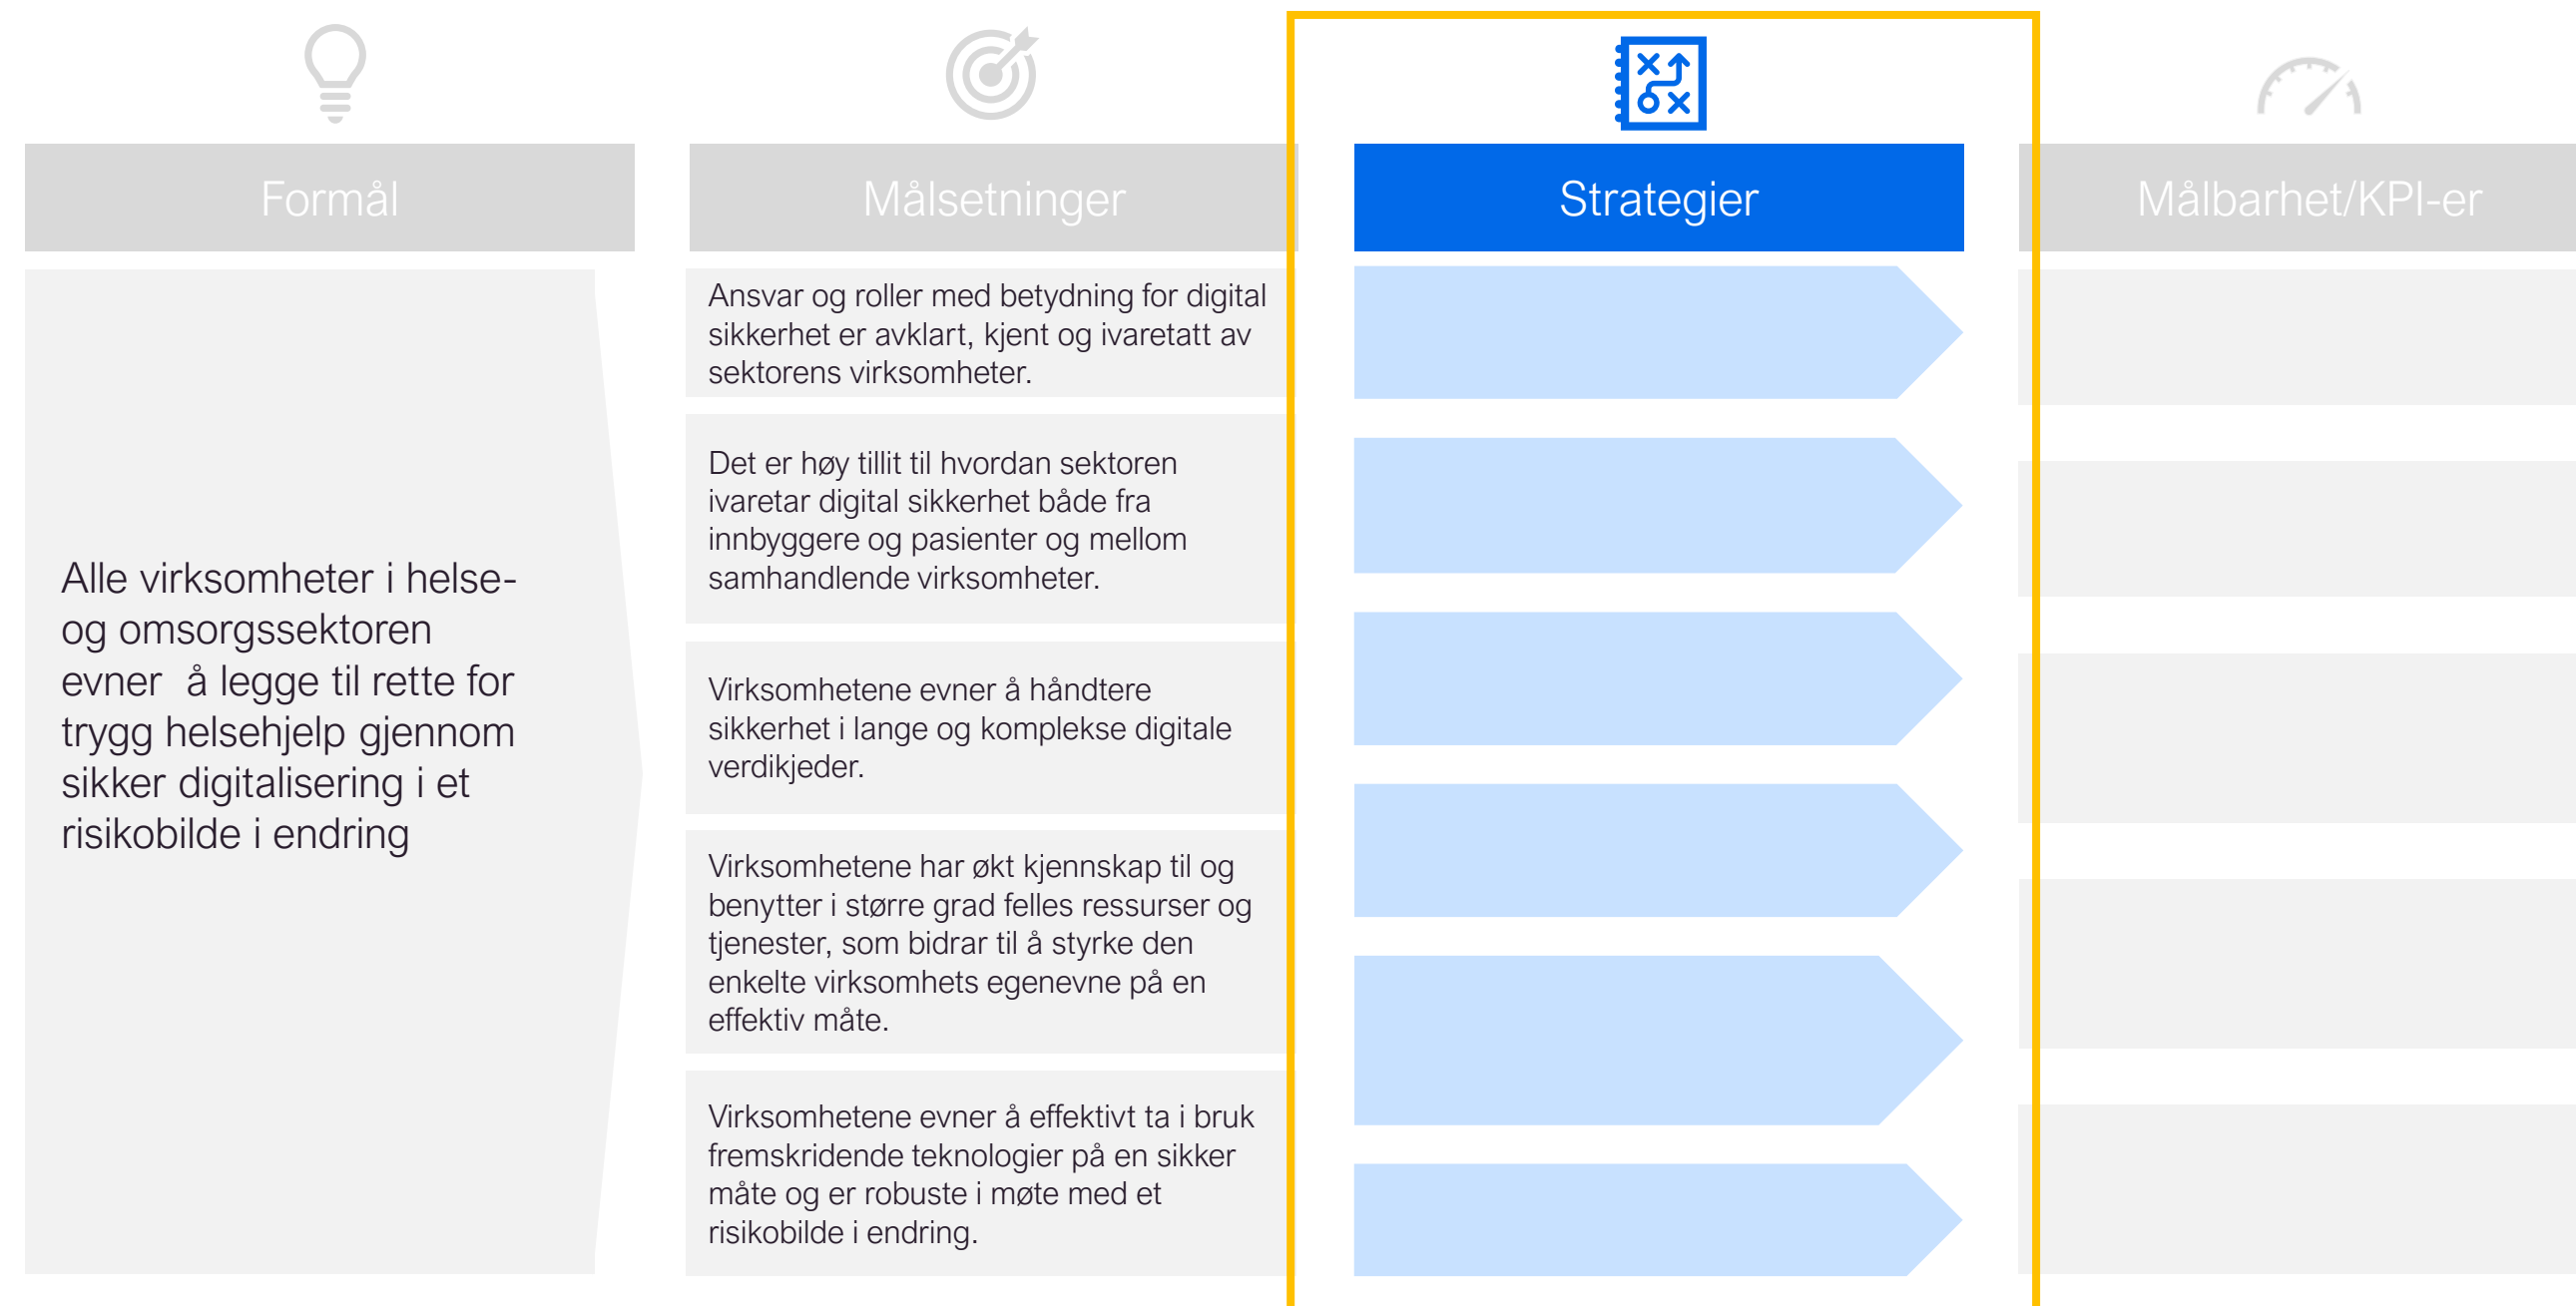 Formål
Målsetninger
Strategier
Målbarhet/KPI-er
Alle virksomheter i helse-
og omsorgssektoren
evner  å legge til rette for
trygg helsehjelp gjennom
sikker digitalisering i et
risikobilde i endring
Ansvar og roller med betydning for digital
sikkerhet er avklart, kjent og ivaretatt av
sektorens virksomheter.
Det er høy tillit til hvordan sektoren
ivaretar digital sikkerhet både fra
innbyggere og pasienter og mellom
samhandlende virksomheter.
Virksomhetene evner å håndtere
sikkerhet i lange og komplekse digitale
verdikjeder.
Virksomhetene har økt kjennskap til og
benytter i større grad felles ressurser og
tjenester, som bidrar til å styrke den
enkelte virksomhets egenevne på en
effektiv måte.
Virksomhetene evner å effektivt ta i bruk
fremskridende teknologier på en sikker
måte og er robuste i møte med et
risikobilde i endring.